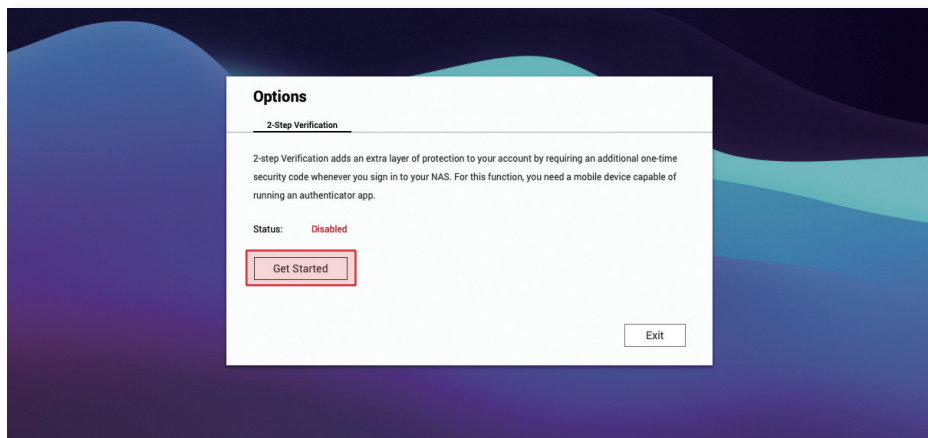 Options
2-Step Verification
2-step Verification adds an extra layer of protection to your account by requiring an additional one-time
security code whenever you sign in to your NAS. For this function, you need a mobile device capable of
running an authenticator app.
Status: Disabled
Get Started
Exit